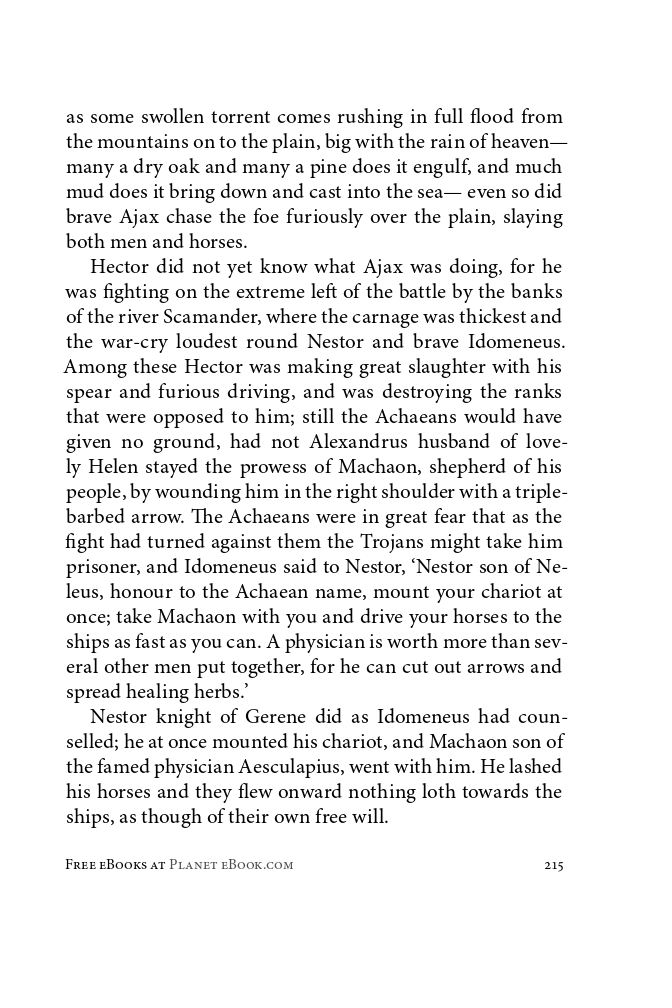 as some swollen torrent comes rushing in full flood from
the mountains on to the plain, big with the rain of heaven—
many a dry oak and many a pine does it engulf, and much
mud does it bring down and cast into the sea— even so did
brave Ajax chase the foe furiously over the plain, slaying
both men and horses.
Hector did not yet know what Ajax was doing, for he
was fighting on the extreme left of the battle by the banks
of the river Scamander, where the carnage was thickest and
the war-cry loudest round Nestor and brave Idomeneus.
Among these Hector was making great slaughter with his
spear and furious driving, and was destroying the ranks
that were opposed to him; still the Achaeans would have
given no ground, had not Alexandrus husband of love-
ly Helen stayed the prowess of Machaon, shepherd of his
people, by wounding him in the right shoulder with a triple-
barbed arrow. The Achaeans were in great fear that as the
fight had turned against them the Trojans might take him
prisoner, and Idomeneus said to Nestor, ‘Nestor son of Ne-
leus, honour to the Achaean name, mount your chariot at
once; take Machaon with you and drive your horses to the
ships as fast as you can. A physician is worth more than sev-
eral other men put together, for he can cut out arrows and
spread healing herbs.’
Nestor knight of Gerene did as Idomeneus had coun-
selled; he at once mounted his chariot, and Machaon son of
the famed physician Aesculapius, went with him. He lashed
his horses and they flew onward nothing loth towards the
ships, as though of their own free will.
Free eBooks at Planet eBook.com 215